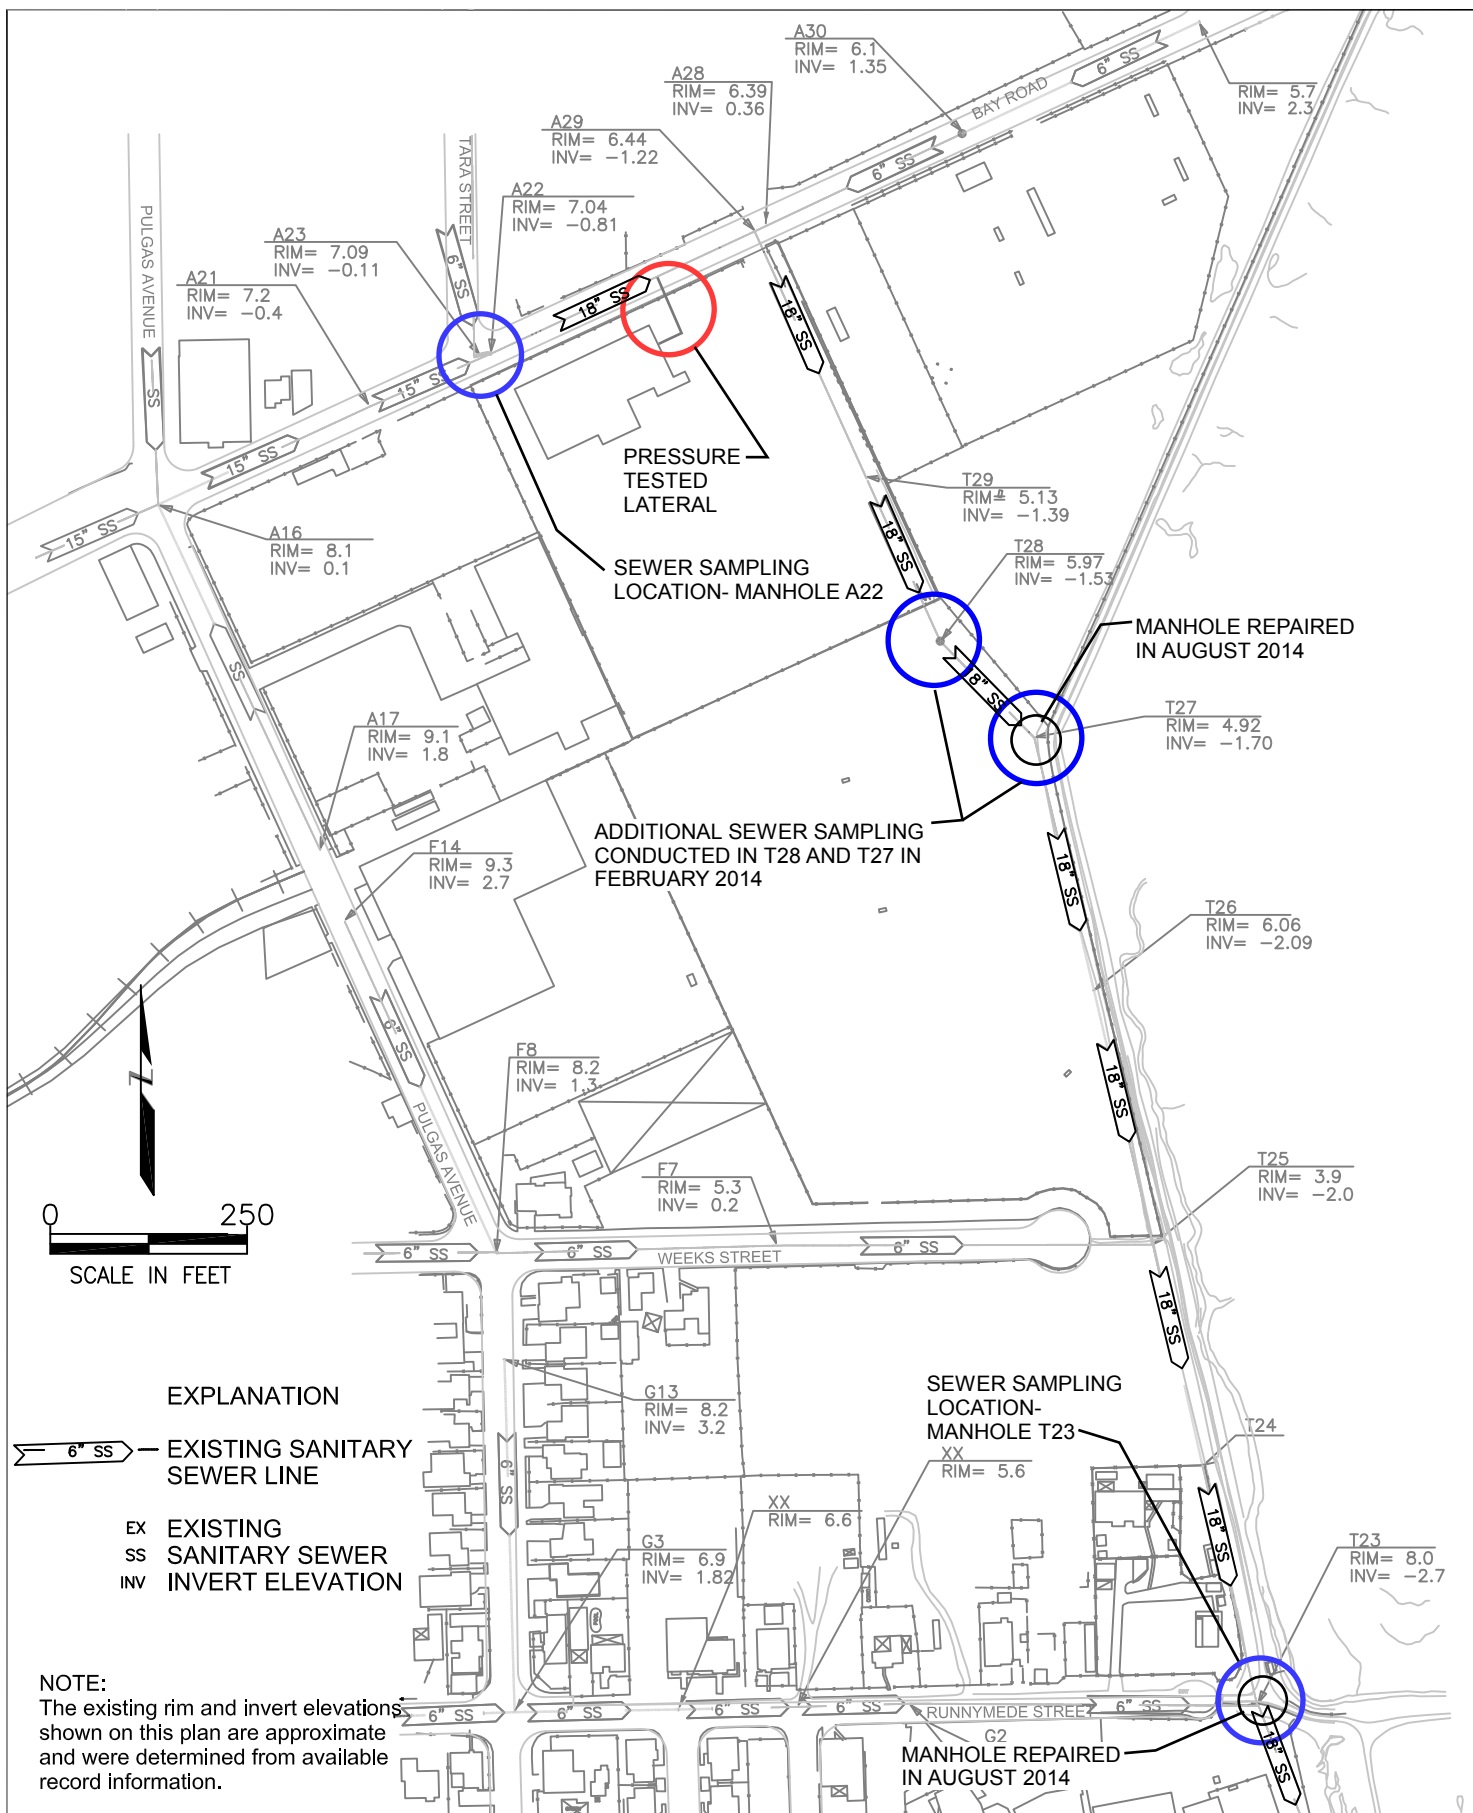 A30
RIM= 6.1
INV= 1.35
A28
RIM= 6.39
INV= 0.36
6" SS
BAY ROAD
RIM= 5.7
INV= 2.3
A29
RIM= 6.44
INV= -1.22
6" SS
TARA STREET
A22
RIM= 7.04
INV= -0.81
PULGAS AVENUE
A23
RIM= 7.09
INV= -0.11
6" SS
A21
RIM= 7.2
INV= -0.4
18" SS
18" SS
15" SS
SS
15" SS
PRESSURE
TESTED
LATERAL
T29
RIM= 5.13
INV= -1.39
15" SS
A16
RIM= 8.1
INV= 0.1
18" SS
T28
RIM= 5.97
INV= -1.53
SEWER SAMPLING
LOCATION- MANHOLE A22
MANHOLE REPAIRED
IN AUGUST 2014
SS
18" SS
T27
RIM= 4.92
INV= -1.70
A17
RIM= 9.1
INV= 1.8
ADDITIONAL SEWER SAMPLING
CONDUCTED IN T28 AND T27 IN
FEBRUARY 2014
F14
RIM= 9.3
INV= 2.7
18" SS
T26
RIM= 6.06
INV= -2.09
6" SS
F8
RIM= 8.2
INV= 1.3
18" SS
PULGAS AVENUE
F7
RIM= 5.3
INV= 0.2
T25
RIM= 3.9
INV= -2.0
0 250
SCALE IN FEET
6" SS
6" SS
WEEKS STREET
6" SS
18" SS
EXPLANATION
6" SS
EXISTING SANITARY
SEWER LINE
EX EXISTING
SS SANITARY SEWER
INV INVERT ELEVATION
G13
RIM= 8.2
INV= 3.2
SEWER SAMPLING
LOCATION-
MANHOLE T23
T24
XX
RIM= 5.6
6" SS
XX
RIM= 6.6
18" SS
G3
RIM= 6.9
INV= 1.82
T23
RIM= 8.0
INV= -2.7
POOL
NOTE:
The existing rim and invert elevations
shown on this plan are approximate
and were determined from available
record information.
6" SS
6" SS
6" SS
6" SS
RUNNYMEDE STREET
6" SS
G2
MANHOLE REPAIRED
IN AUGUST 2014
18" SS